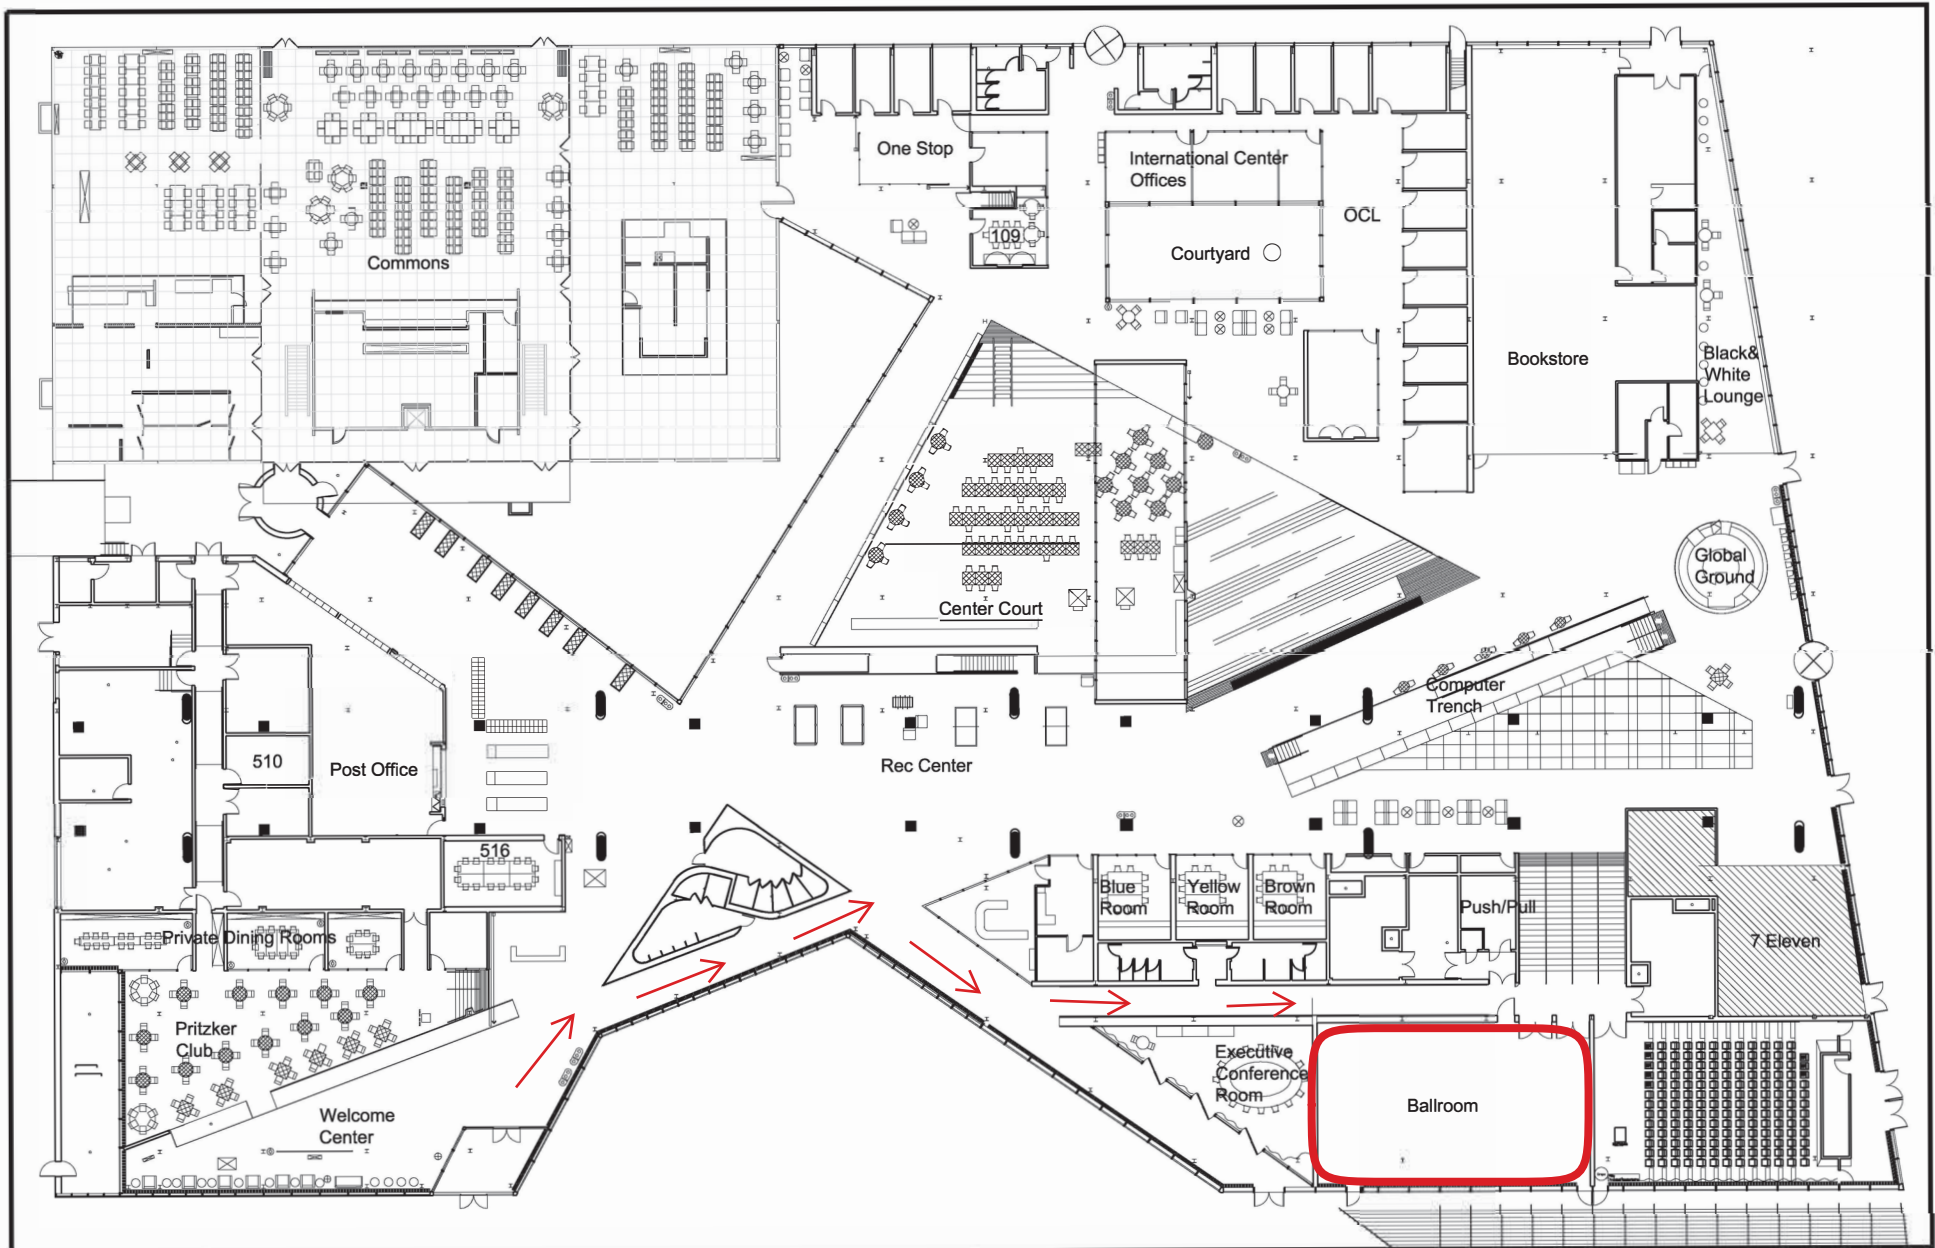 One Stop
International Center
Offices
109
OCL
Courtyard
Commons
Bookstore
Black&
White
Lounge
Global
Ground
Center Court
Computer
Trench
510
Post Office
Rec Center
516
Blue
Room
Yellow
Room
Brown
Room
Push/Pull
7 Eleven
Private Dining Rooms
Pritzker
Club
Executive
Conference
Room
Ballroom
Welcome
Center